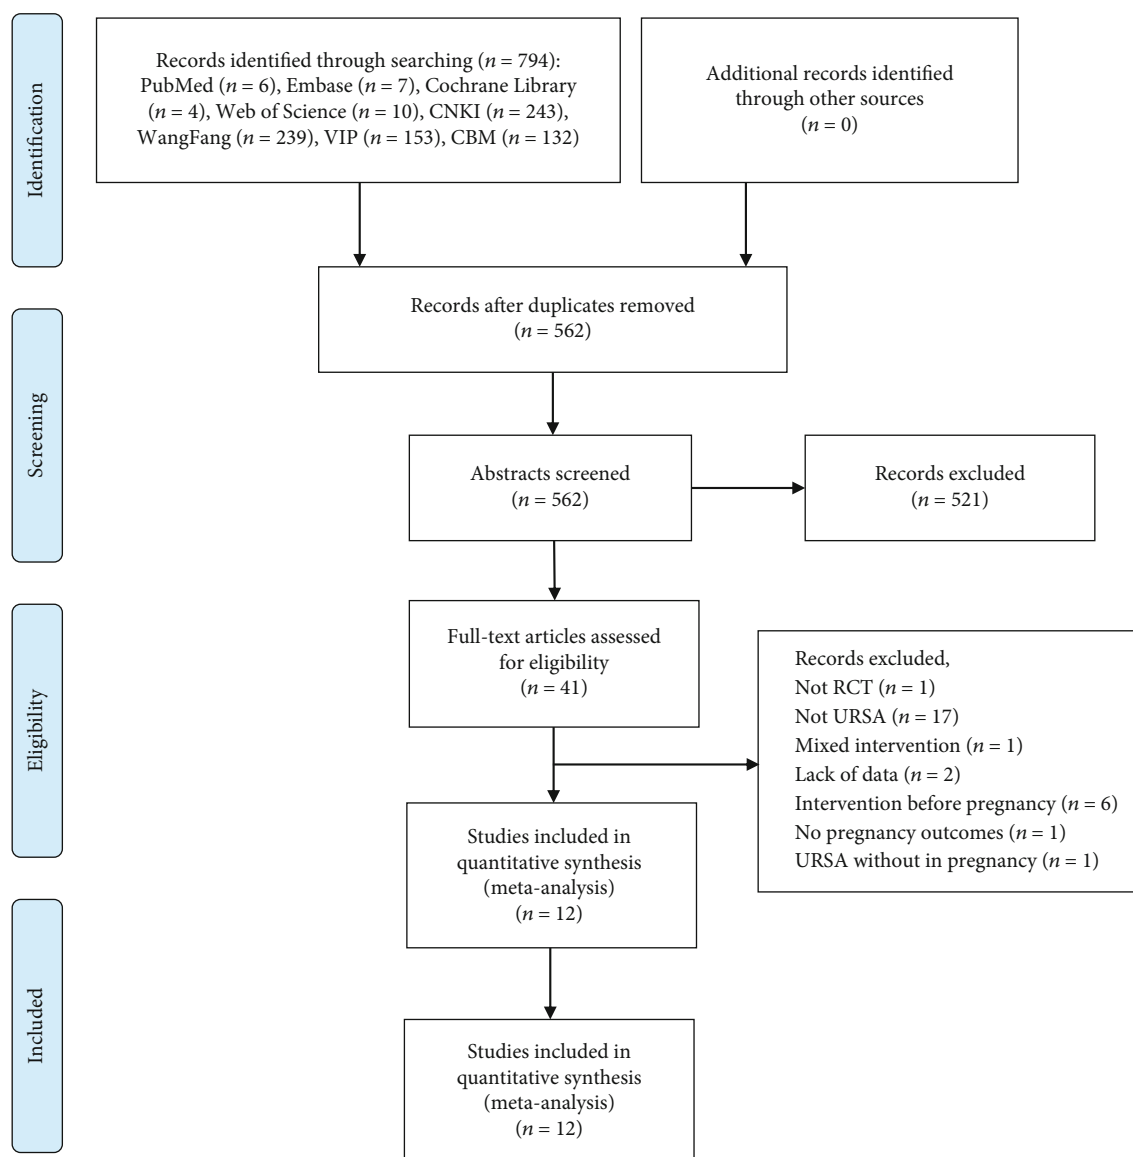 Identification
Records identified through searching (n = 794):
PubMed (n = 6), Embase (n = 7), Cochrane Library
(n = 4), Web of Science (n = 10), CNKI (n = 243),
WangFang (n = 239), VIP (n = 153), CBM (n = 132)
Additional records identified
through other sources
(n = 0)
Screening
Records after duplicates removed
(n = 562)
Abstracts screened
(n = 562)
Records excluded
(n = 521)
Eligibility
Full-text articles assessed
for eligibility
(n = 41)
Records excluded,
Not RCT (n = 1)
Not URSA (n = 17)
Mixed intervention (n = 1)
Lack of data (n = 2)
Intervention before pregnancy (n = 6)
No pregnancy outcomes (n = 1)
URSA without in pregnancy (n = 1)
Studies included in
quantitative synthesis
(meta-analysis)
(n = 12)
Included
Studies included in
quantitative synthesis
(meta-analysis)
(n = 12)